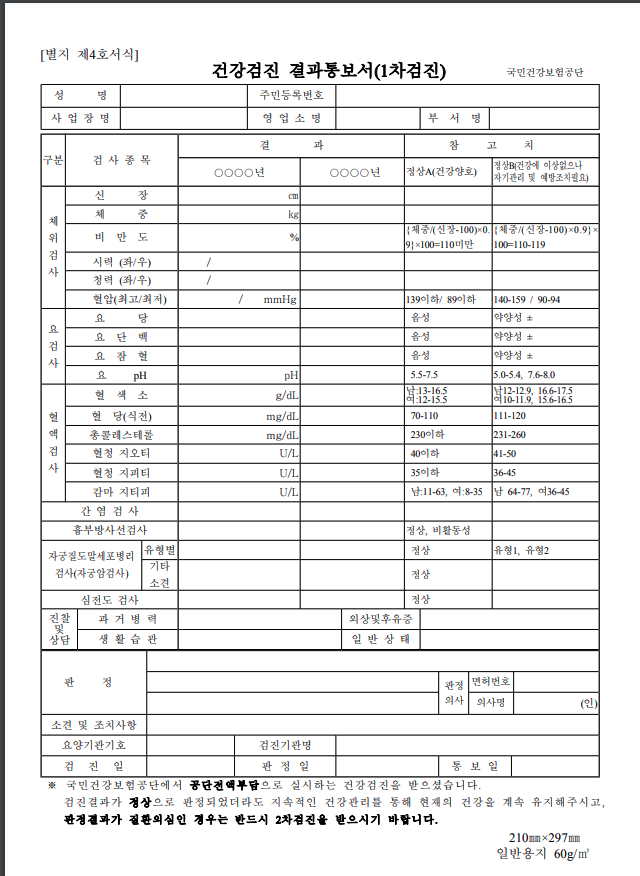 [별지 제4호서식]
건강검진 결과통보서(1차검진) 국민건강보험공단
성 명 주민등록번호
사 업 장 명 영 업 소 명 부 서 명
구분 검 사 종 목 결 과 참 고 치
○○○○년 ○○○○년 정상A(건강양호) 정상B(건강에 이상없으나
자기관리 및 예방조치필요)
체위검사
신 장 ㎝
체 중 ㎏
비 만 도 % {체중/(신장-100)×0.9}×100=110미만 {체중/(신장-100)×0.9}×100=110-119
시력 (좌/우) /
청력 (좌/우) /
혈압(최고/최저) / mmHg 139이하/ 89이하 140-159 / 90-94
요검사
요 당 음성 약양성 ±
요 단 백 음성 약양성 ±
요 잠 혈 음성 약양성 ±
요 pH pH 5.5-7.5 5.0-5.4, 7.6-8.0
혈액검사
혈 색 소 g/dL 남:13-16.5 남12-12.9, 16.6-17.5
여:12-15.5 여10-11.9, 15.6-16.5
혈 당(식전) mg/dL 70-110 111-120
총콜레스테롤 mg/dL 230이하 231-260
혈청 지오티 U/L 40이하 41-50
혈청 지피티 U/L 35이하 36-45
감마 지티피 U/L 남:11-63, 여:8-35 남 64-77, 여36-45
간 염 검 사
흉부방사선검사 정상, 비활동성
자궁질도말세포병리
검사(자궁암검사)
유형별 정상 유형1, 유형2
기타
소견 정상
심전도 검사 정상
진찰
및
상담
과 거 병 력 외상및후유증
생 활 습 관 일 반 상 태
판 정
판정
의사
면허번호
의사명 (인)
소견 및 조치사항
요양기관기호 검진기관명
검 진 일 판 정 일 통 보 일
※ 국민건강보험공단에서 공단전액부담으로 실시하는 건강검진을 받으셨습니다.
검진결과가 정상으로 판정되었더라도 지속적인 건강관리를 통해 현재의 건강을 계속 유지해주시고,
판정결과가 질환의심인 경우는 반드시 2차검진을 받으시기 바랍니다.
210㎜×297㎜
일반용지 60g/㎡